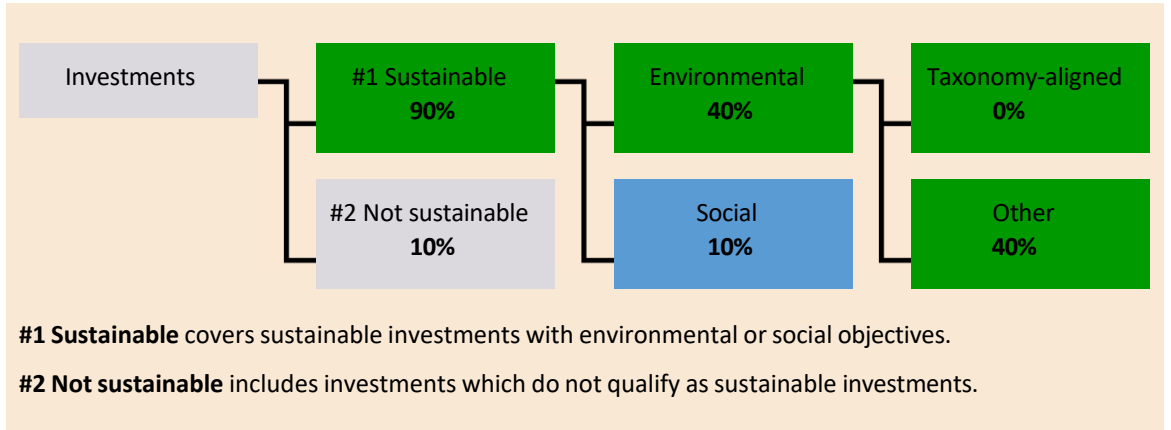 Investments
#1 Sustainable
90%
Environmental
40%
Taxonomy-aligned
0%
#2 Not sustainable
10%
Social
10%
Other
40%
#1 Sustainable covers sustainable investments with environmental or social objectives.
#2 Not sustainable includes investments which do not qualify as sustainable investments.